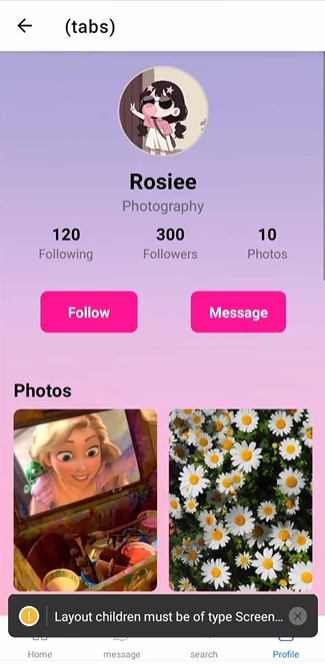 (tabs)
Rosiee
Photography
120 300 10
Following Followers Photos
Follow Message
Photos
Layout children must be of type Screen...
Home message search Profile